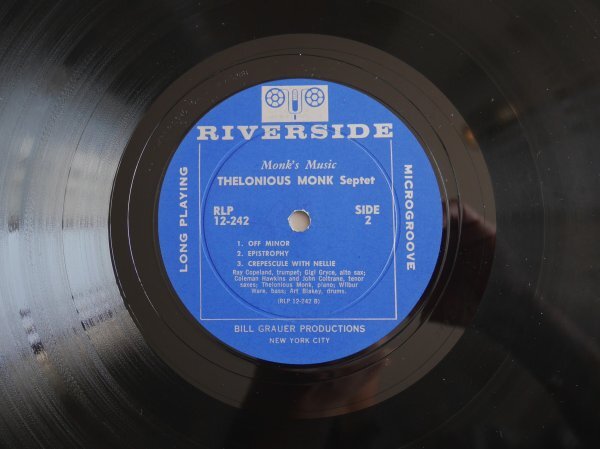 RIVERSIDE
Monk's Music
THELONIOUS MONK Septet
RLP
12-242
SIDE
2
LONG PLAYING
MICROGROOVE
1. OFF MINOR
2. EPISTROPHY
3. CREPESCULE WITH NELLIE
Ray Copeland, trumpet; Gigi Gryce, alto sax;
Coleman Hawkins and John Coltrane, tenor
saxes; Thelonious Monk, piano; Wilbur
Ware, bass; Art Blakey, drums.
(RLP 12-242 B)
BILL GRAUER PRODUCTIONS
NEW YORK CITY